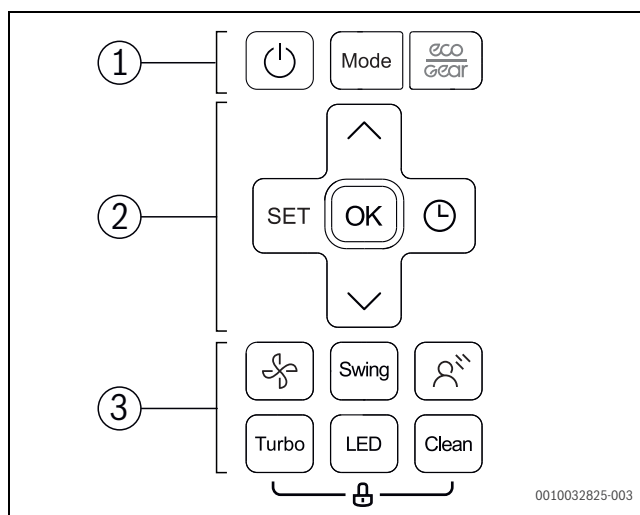 1
Mode
eco
Gear
2
SET
OK
3
Swing
Turbo
LED
Clean
0010032825-003